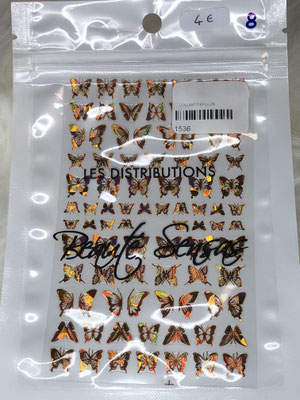 4€
8
1536
LES DISTRIBUTIONS
Beauté Sensas